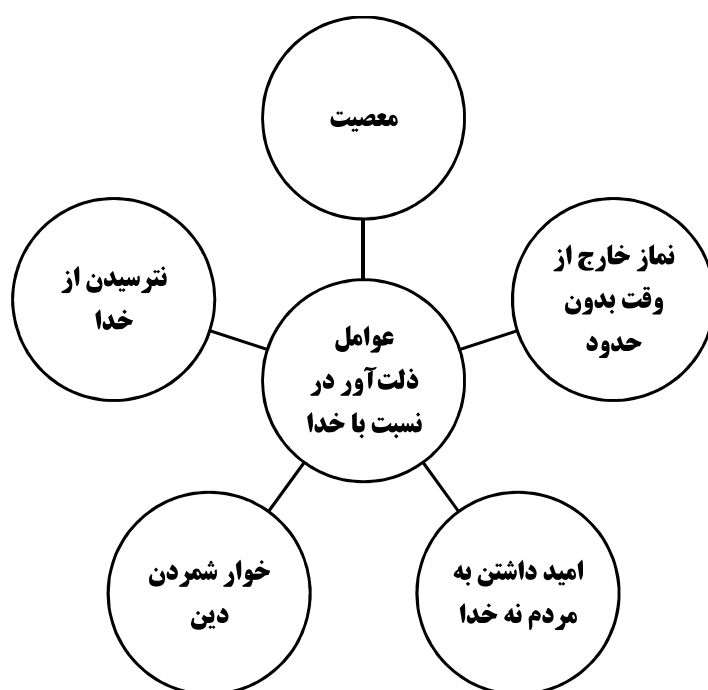 معصیت
نماز خارج از
وقت بدون
حدود
امید داشتن به
مردم نه خدا
خوار شمردن
دین
نترسیدن از
خدا
عوامل
ذلت‌آور در
نسبت با خدا